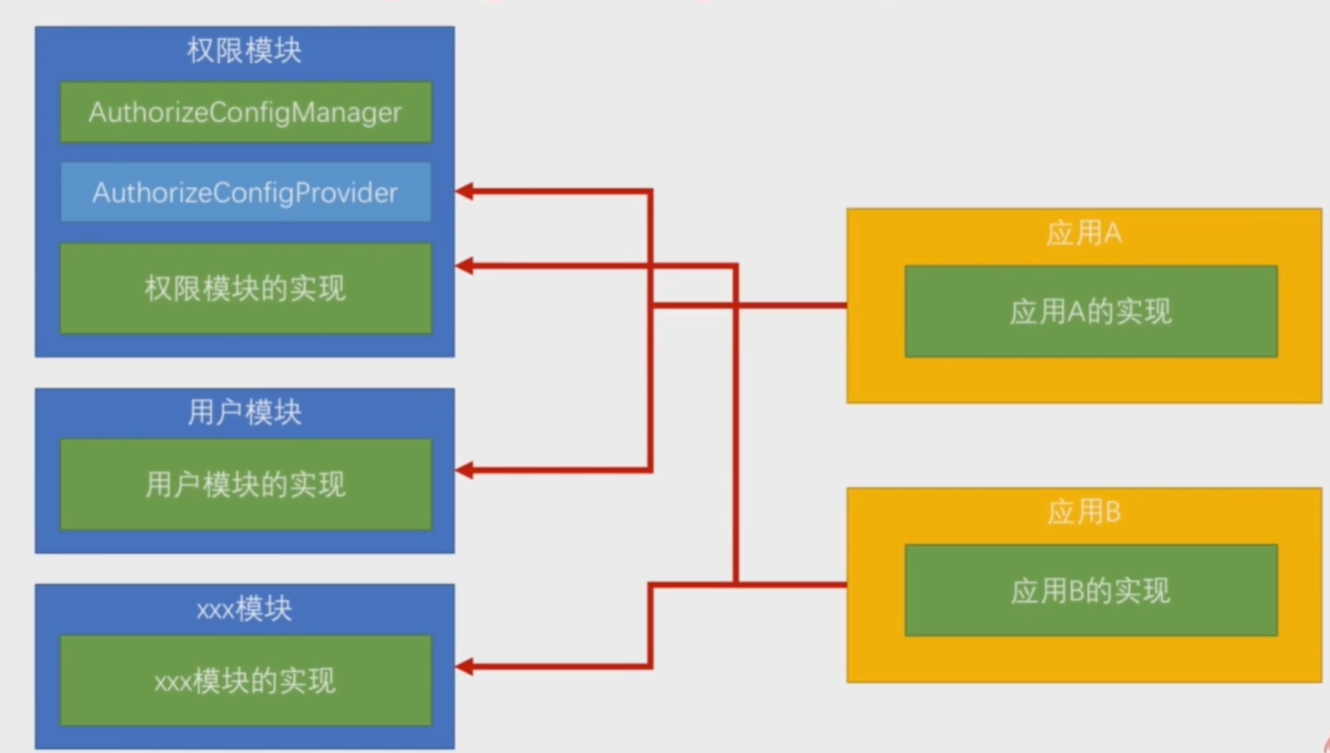 权限模块
AuthorizeConfigManager
AuthorizeConfigProvider
权限模块的实现
用户模块
用户模块的实现
xxx模块
xxx模块的实现
应用A
应用A的实现
应用B
应用B的实现